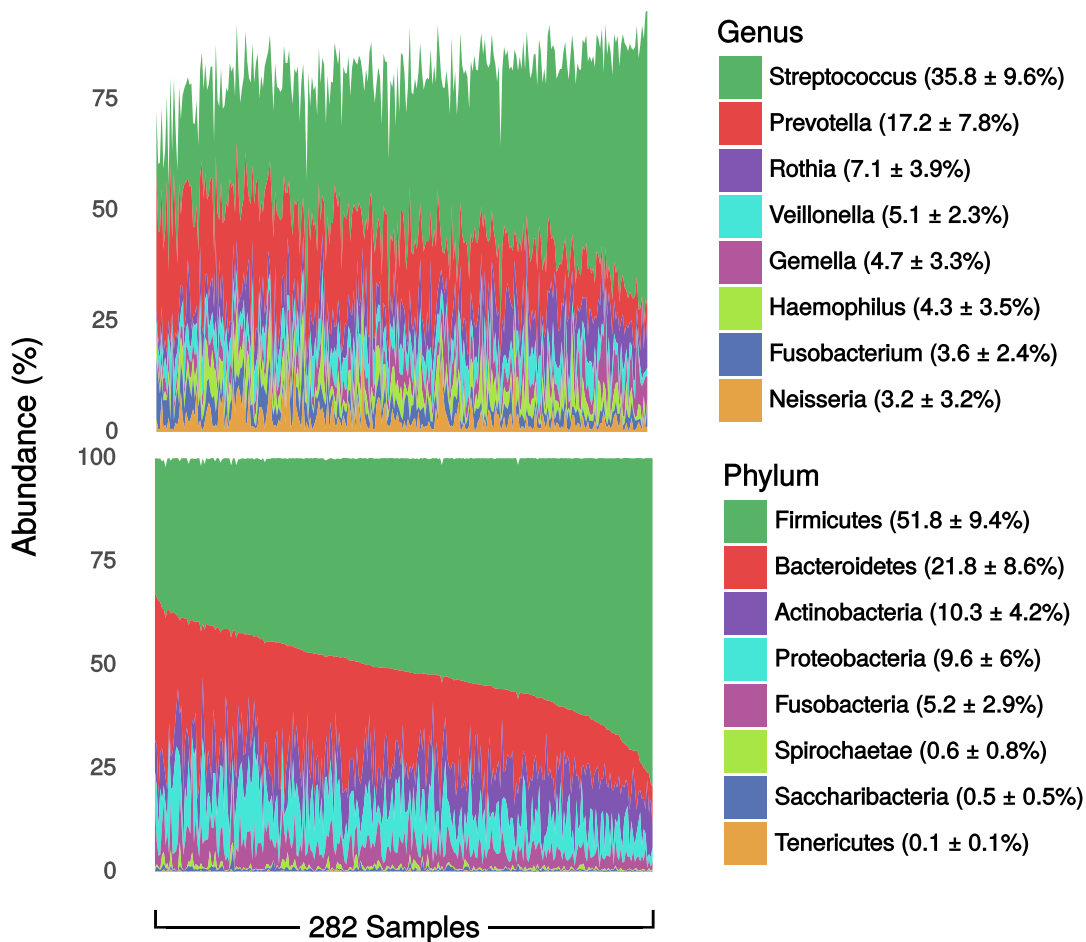 Abundance (%)
75
50
25
0
Genus
Streptococcus (35.8 ± 9.6%)
Prevotella (17.2 ± 7.8%)
Rothia (7.1 ± 3.9%)
Veillonella (5.1 ± 2.3%)
Gemella (4.7 ± 3.3%)
Haemophilus (4.3 ± 3.5%)
Fusobacterium (3.6 ± 2.4%)
Neisseria (3.2 ± 3.2%)
100
75
50
25
0
Phylum
Firmicutes (51.8 ± 9.4%)
Bacteroidetes (21.8 ± 8.6%)
Actinobacteria (10.3 ± 4.2%)
Proteobacteria (9.6 ± 6%)
Fusobacteria (5.2 ± 2.9%)
Spirochaetae (0.6 ± 0.8%)
Saccharibacteria (0.5 ± 0.5%)
Tenericutes (0.1 ± 0.1%)
282 Samples